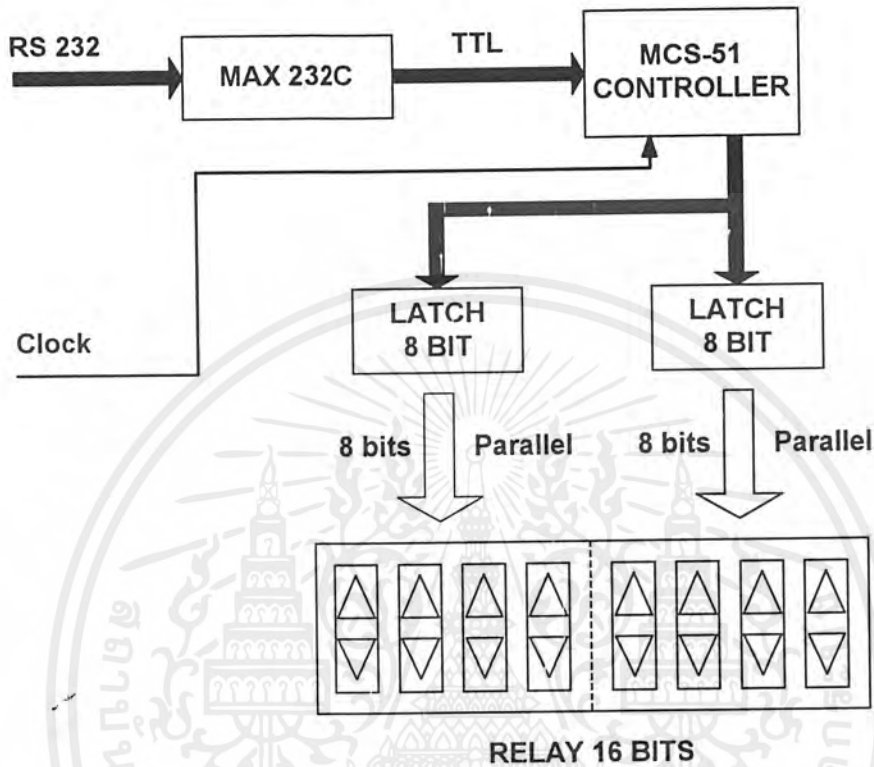 RS 232
MAX 232C
TTL
MCS-51
CONTROLLER
Clock
LATCH
8 BIT
LATCH
8 BIT
8 bits
Parallel
8 bits
Parallel
RELAY 16 BITS